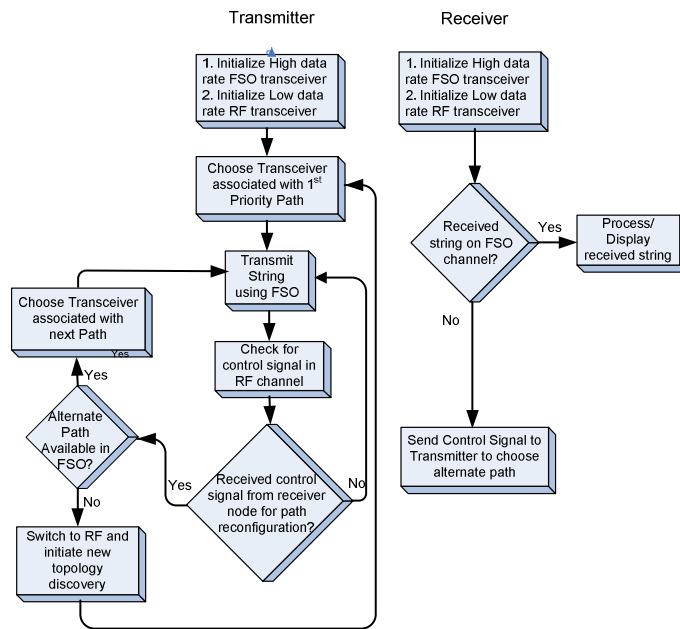 Transmitter
Receiver
1. Initialize High data
rate FSO transceiver
2. Initialize Low data
rate RF transceiver
1. Initialize High data
rate FSO transceiver
2. Initialize Low data
rate RF transceiver
Choose Transceiver
associated with 1st
Priority Path
Received
string on FSO
channel?
Yes
Process/
Display
received string
No
Transmit
String
using FSO
Choose Transceiver
associated with
next Path
Yes
Yes
Check for
control signal in
RF channel
Alternate
Path
Available in
FSO?
No
Yes
Received control
signal from receiver
node for path
reconfiguration?
No
Send Control Signal to
Transmitter to choose
alternate path
Switch to RF and
initiate new
topology
discovery